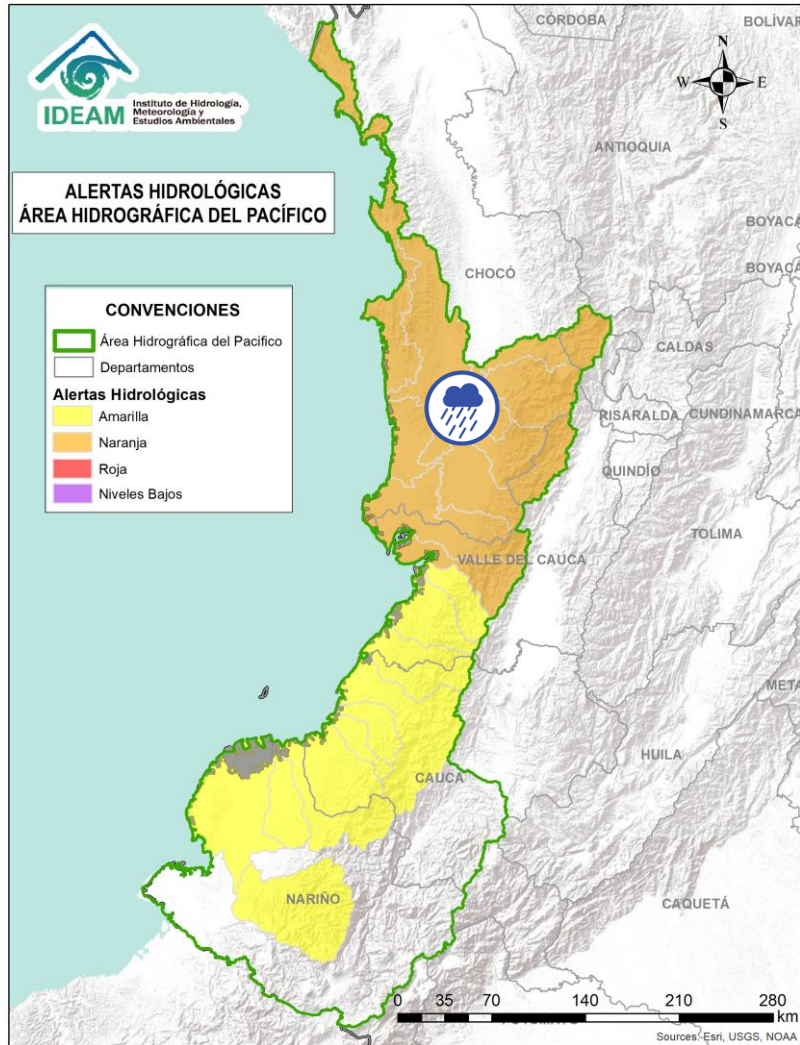 CÓRDOBA
BOLÍVAR
N
W
E
S
IDEAM
Instituto de Hidrología,
Meteorología y
Estudios Ambientales
ANTIOQUIA
ALERTAS HIDROLÓGICAS
ÁREA HIDROGRÁFICA DEL PACÍFICO
BOYACÁ
BOYACÁ
CHOCÓ
CONVENCIONES
Área Hidrográfica del Pacifico
Departamentos
Alertas Hidrológicas
Amarilla
Naranja
Roja
Niveles Bajos
CALDAS
RISARALDA
CUNDINAMARCA
QUINDÍO
TOLIMA
VALLE DEL CAUCA
META
HUILA
CAUCA
NARIÑO
CAQUETÁ
0 35 70 140 210 280
km
Sources: Esri, USGS, NOAA